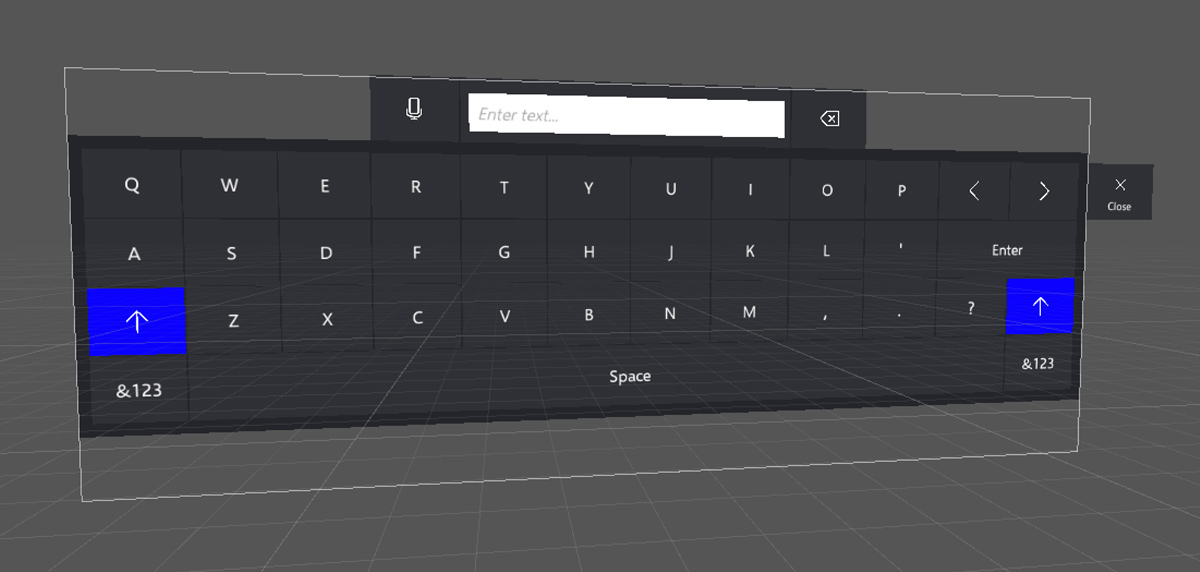 Enter text...
Q W E R T Y U I O P < >
Close
A S D F G H J K L '
Enter
Z X C V B N M , . ?
&123 Space &123